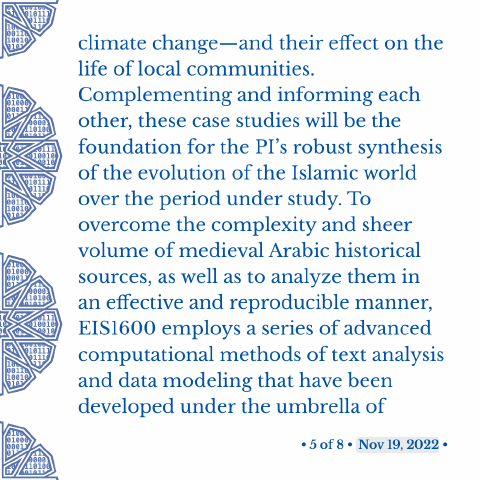 climate change—and their effect on the
life of local communities.
Complementing and informing each
other, these case studies will be the
foundation for the PI’s robust synthesis
of the evolution of the Islamic world
over the period under study. To
overcome the complexity and sheer
volume of medieval Arabic historical
sources, as well as to analyze them in
an effective and reproducible manner,
EIS1600 employs a series of advanced
computational methods of text analysis
and data modeling that have been
developed under the umbrella of
• 5 of 8 • Nov 19, 2022 •